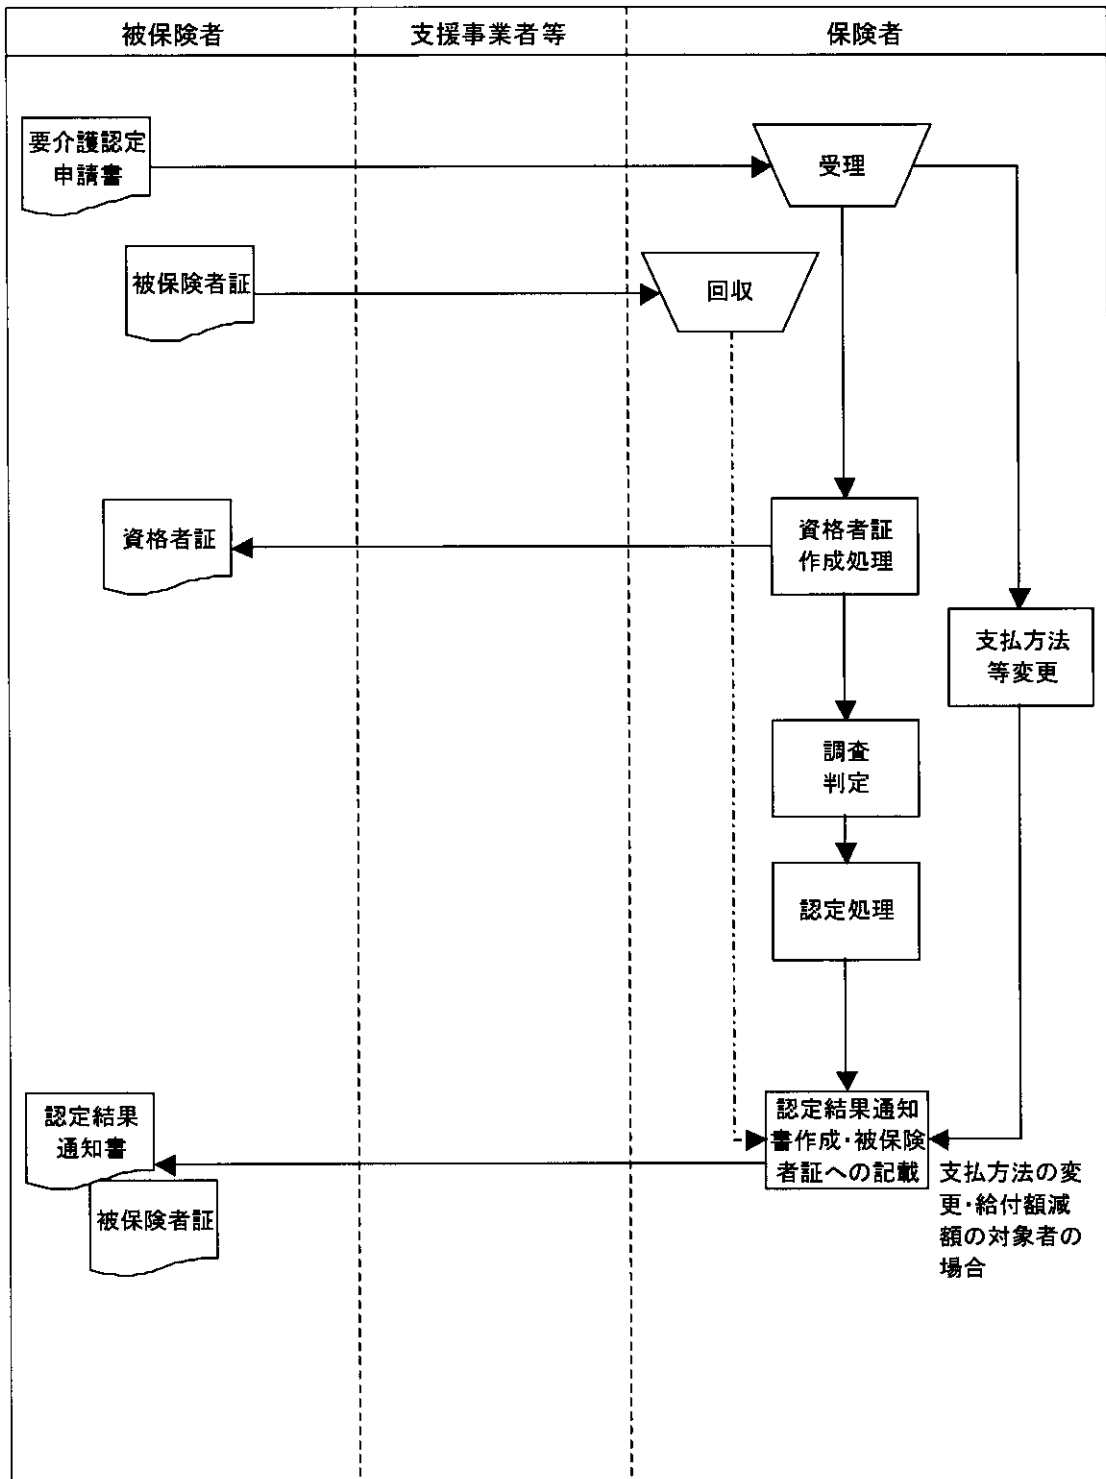 被保険者
支援事業者等
保険者
要介護認定
申請書
受理
被保険者証
回収
資格者証
資格者証
作成処理
支払方法
等変更
調査
判定
認定処理
認定結果
通知書
認定結果通知
書作成・被保険
者証への記載
被保険者証
支払方法の変
更・給付額減
額の対象者の
場合